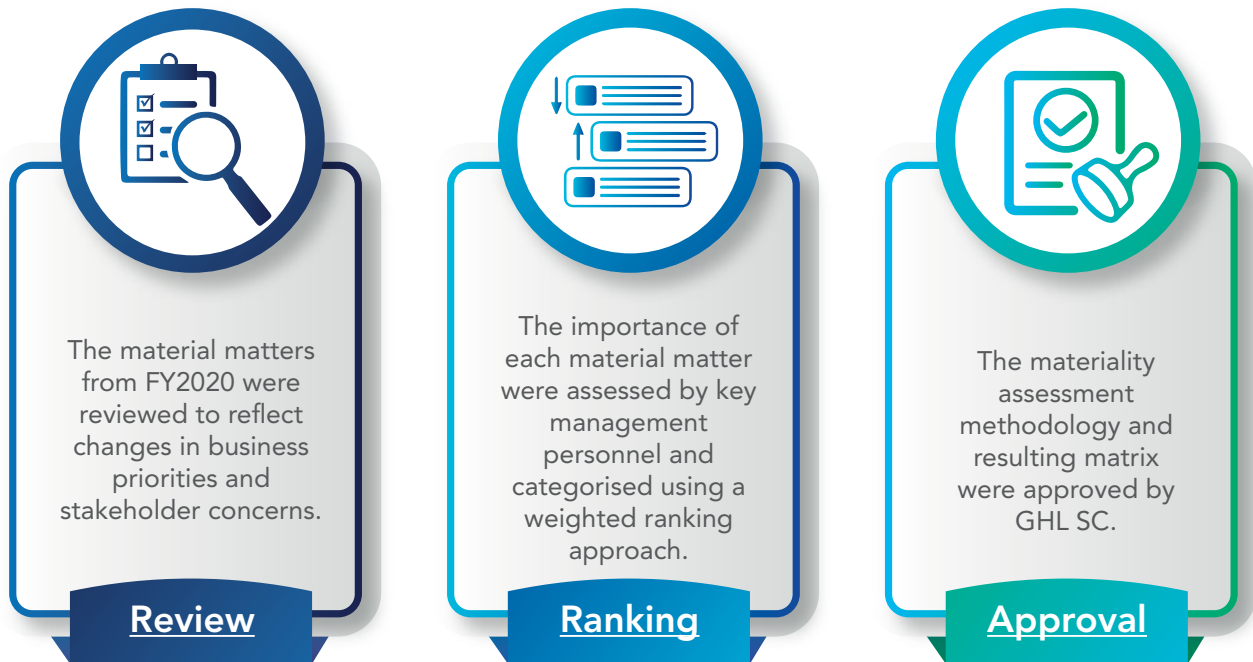 The material matters
from FY2020 were
reviewed to reflect
changes in business
priorities and
stakeholder concerns.
Review
The importance of
each material matter
were assessed by key
management
personnel and
categorised using a
weighted ranking
approach.
Ranking
The materiality
assessment
methodology and
resulting matrix
were approved by
GHL SC.
Approval